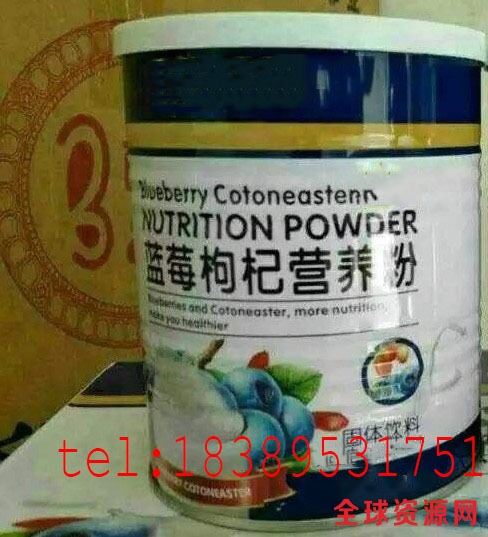 Blueberry Cotoneastenn
NUTRITION POWDER
蓝莓枸杞营养粉
Blueberries and Cotoneaster, more nutrition,
make you healthier
固体饮料
tel:18389531751
COTONEASTER
全球资源网